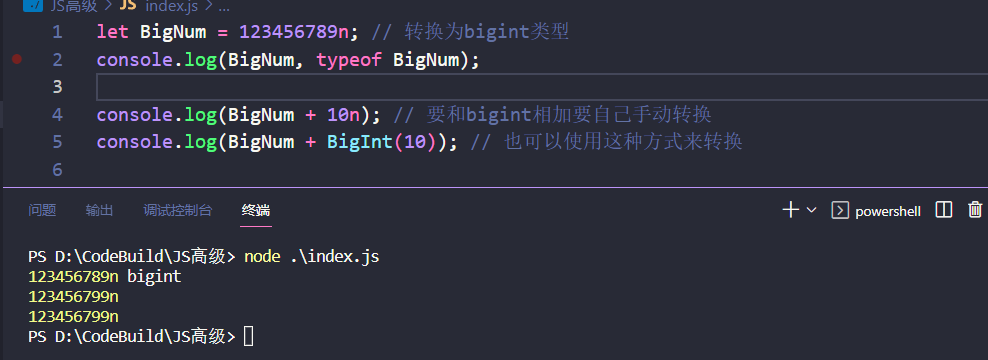 JS高级 > JS index.js > ...
1 let BigNum = 123456789n; // 转换为bigint类型
2 console.log(BigNum, typeof BigNum);
3
4 console.log(BigNum + 10n); // 要和bigint相加要自己手动转换
5 console.log(BigNum + BigInt(10)); // 也可以使用这种方式来转换
6
问题 输出 调试控制台 终端 powershell
PS D:\CodeBuild\JS高级> node .\index.js
123456789n bigint
123456799n
123456799n
PS D:\CodeBuild\JS高级>